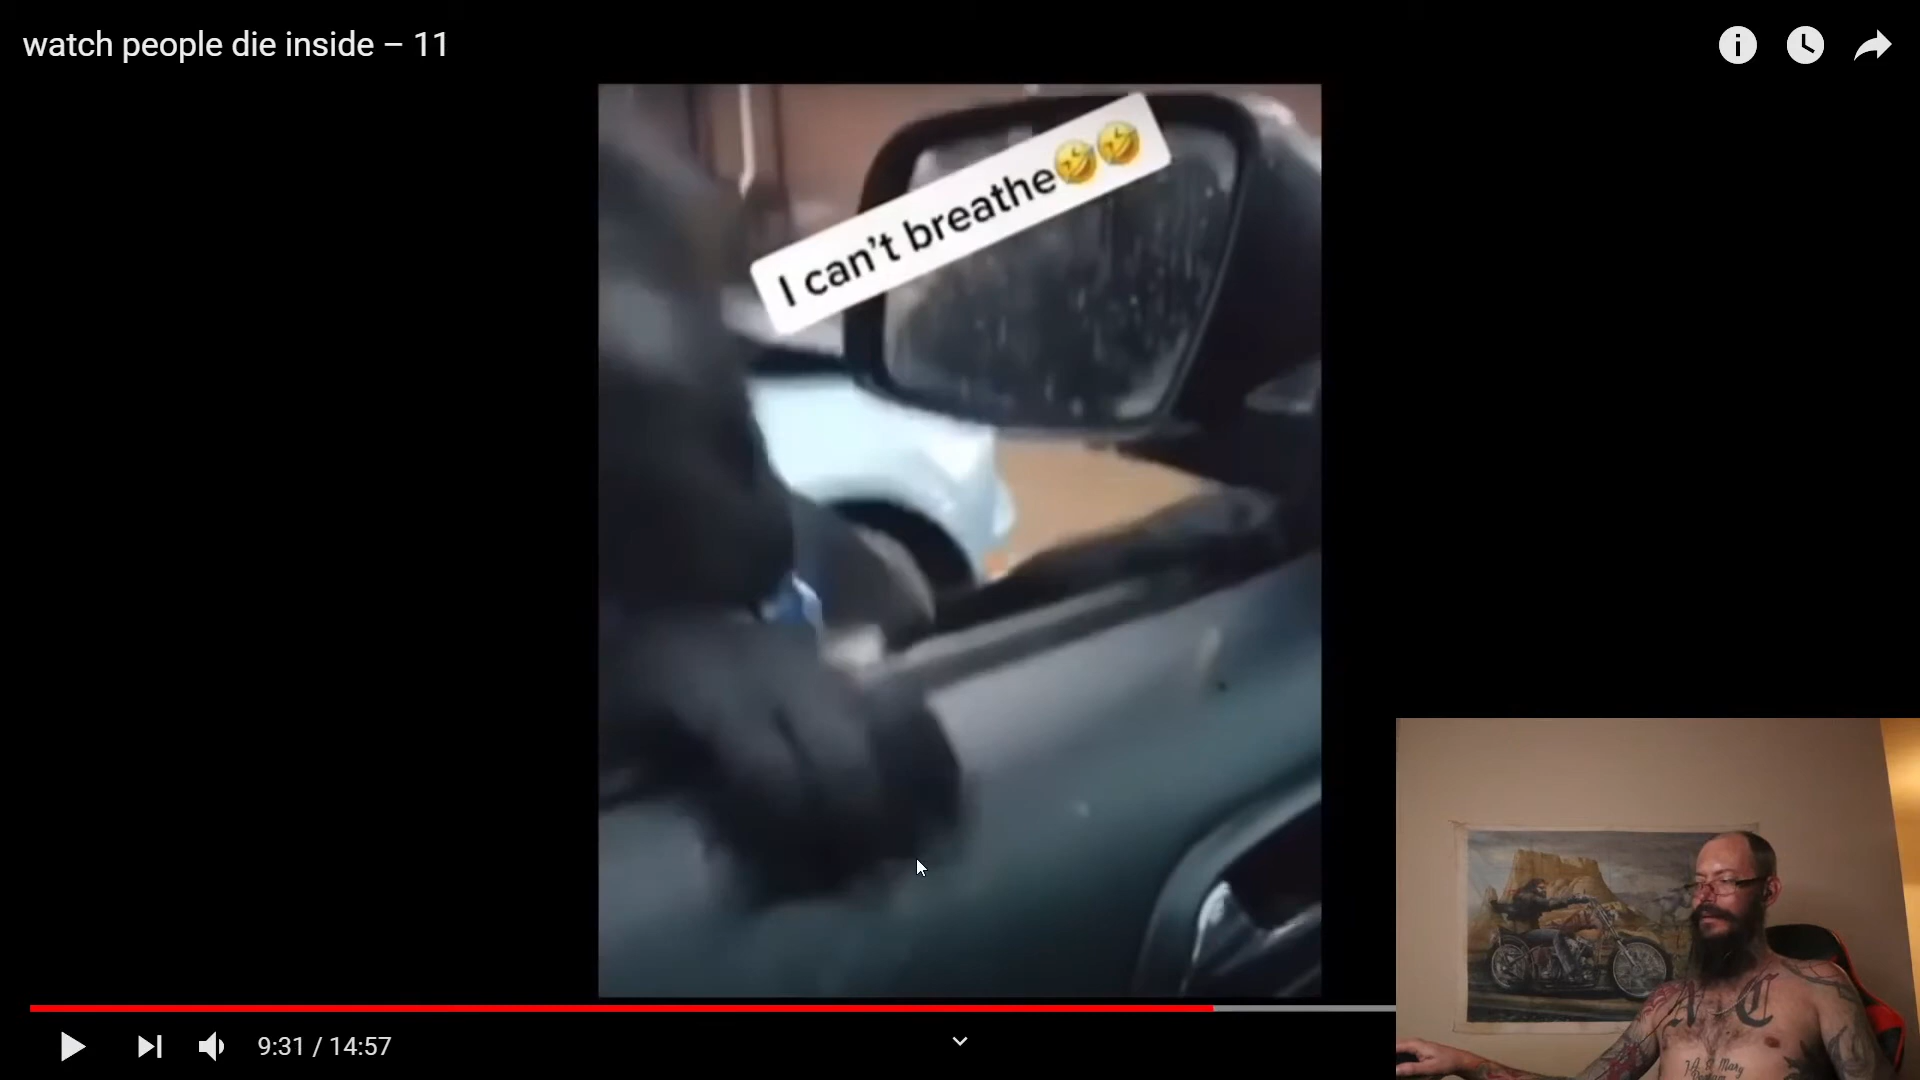 watch people die inside – 11
I can't breathe🤣🤣
9:31 / 14:57